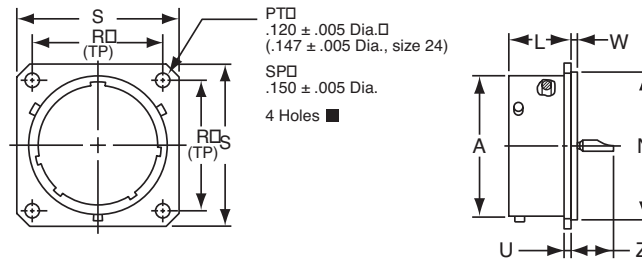 S
R□
(TP)
PT□
.120 ± .005 Dia.□
(.147 ± .005 Dia., size 24)
SP□
.150 ± .005 Dia.
4 Holes ■
R□
(TP)
S
L
W
A
U
Z